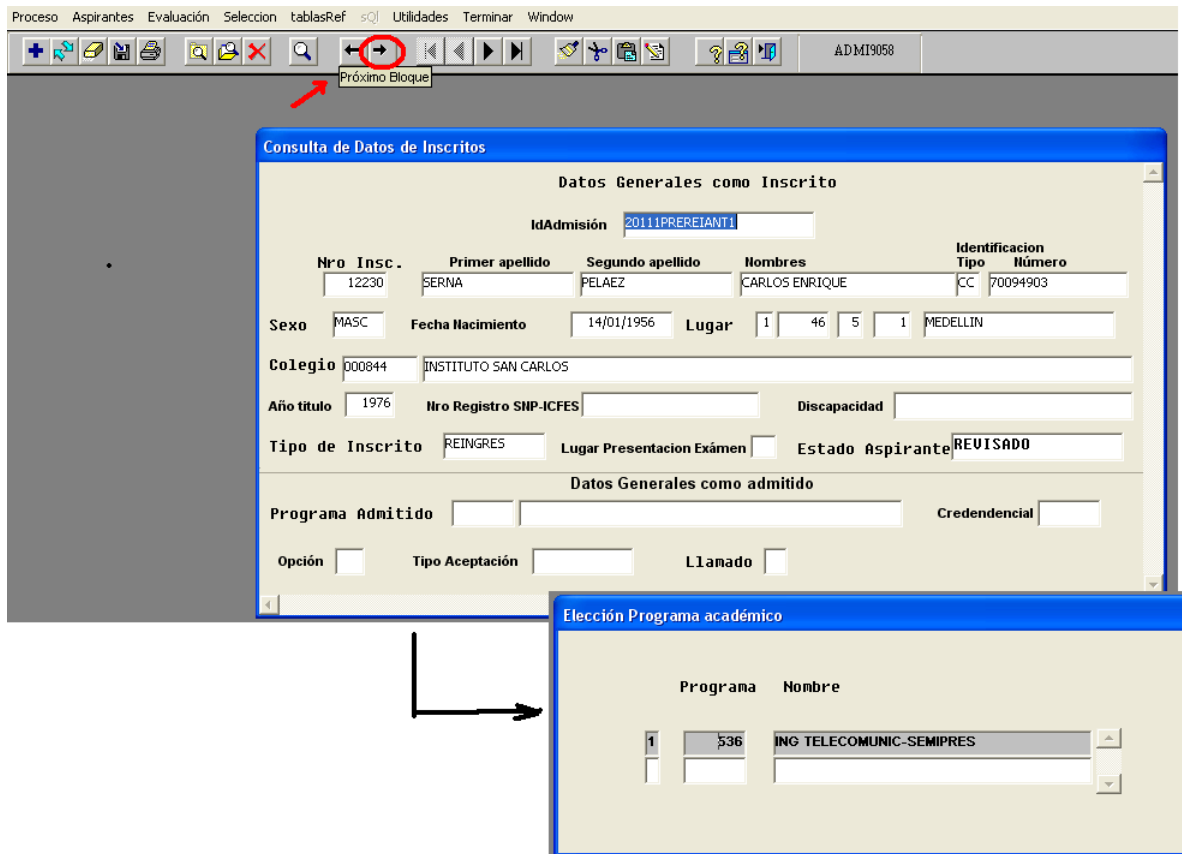 Proceso Aspirantes Evaluación Seleccion tablasRef sQl Utilidades Terminar Window
ADMI9058
Próximo Bloque
Consulta de Datos de Inscritos
Datos Generales como Inscrito
IdAdmisión 20111PREREIANT1
Identificacion
Nro Insc. Primer apellido Segundo apellido Nombres Tipo Número
12230 SERNA PELAEZ CARLOS ENRIQUE CC 70094903
Sexo MASC Fecha Nacimiento 14/01/1956 Lugar 1 46 5 1 MEDELLIN
Colegio 000844 INSTITUTO SAN CARLOS
Año titulo 1976 Nro Registro SNP-ICFES Discapacidad
Tipo de Inscrito REINGRES Lugar Presentacion Exámen Estado Aspirante REVISADO
Datos Generales como admitido
Programa Admitido Credendencial
Opción Tipo Aceptación Llamado
Elección Programa académico
Programa Nombre
1 536 ING TELECOMUNIC-SEMIPRES